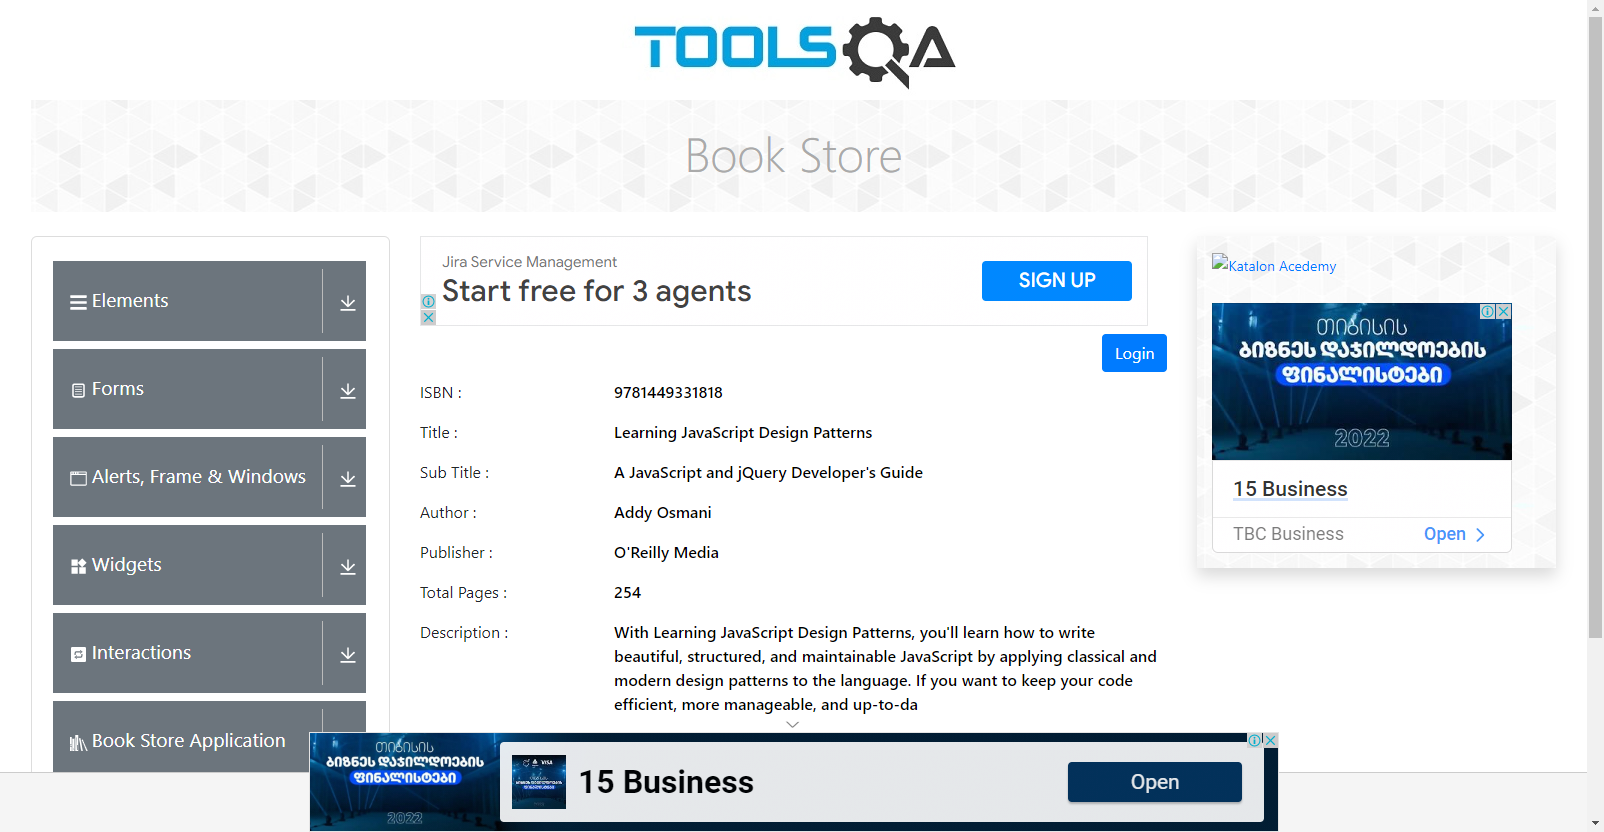 TOOLSQA
Book Store
Elements
Forms
Alerts, Frame & Windows
Widgets
Interactions
Book Store Application
Jira Service Management
Start free for 3 agents
SIGN UP
Login
ISBN : 9781449331818
Title : Learning JavaScript Design Patterns
Sub Title : A JavaScript and jQuery Developer's Guide
Author : Addy Osmani
Publisher : O'Reilly Media
Total Pages : 254
Description : With Learning JavaScript Design Patterns, you'll learn how to write
beautiful, structured, and maintainable JavaScript by applying classical and
modern design patterns to the language. If you want to keep your code
efficient, more manageable, and up-to-da
Katalon Acedemy
თიბისის
ბიზნეს დაჯილდოების
ფინალისტები
2022
15 Business
TBC Business
Open
თიბისის
ბიზნეს დაჯილდოების
ფინალისტები
2022
VISA
15 Business
Open